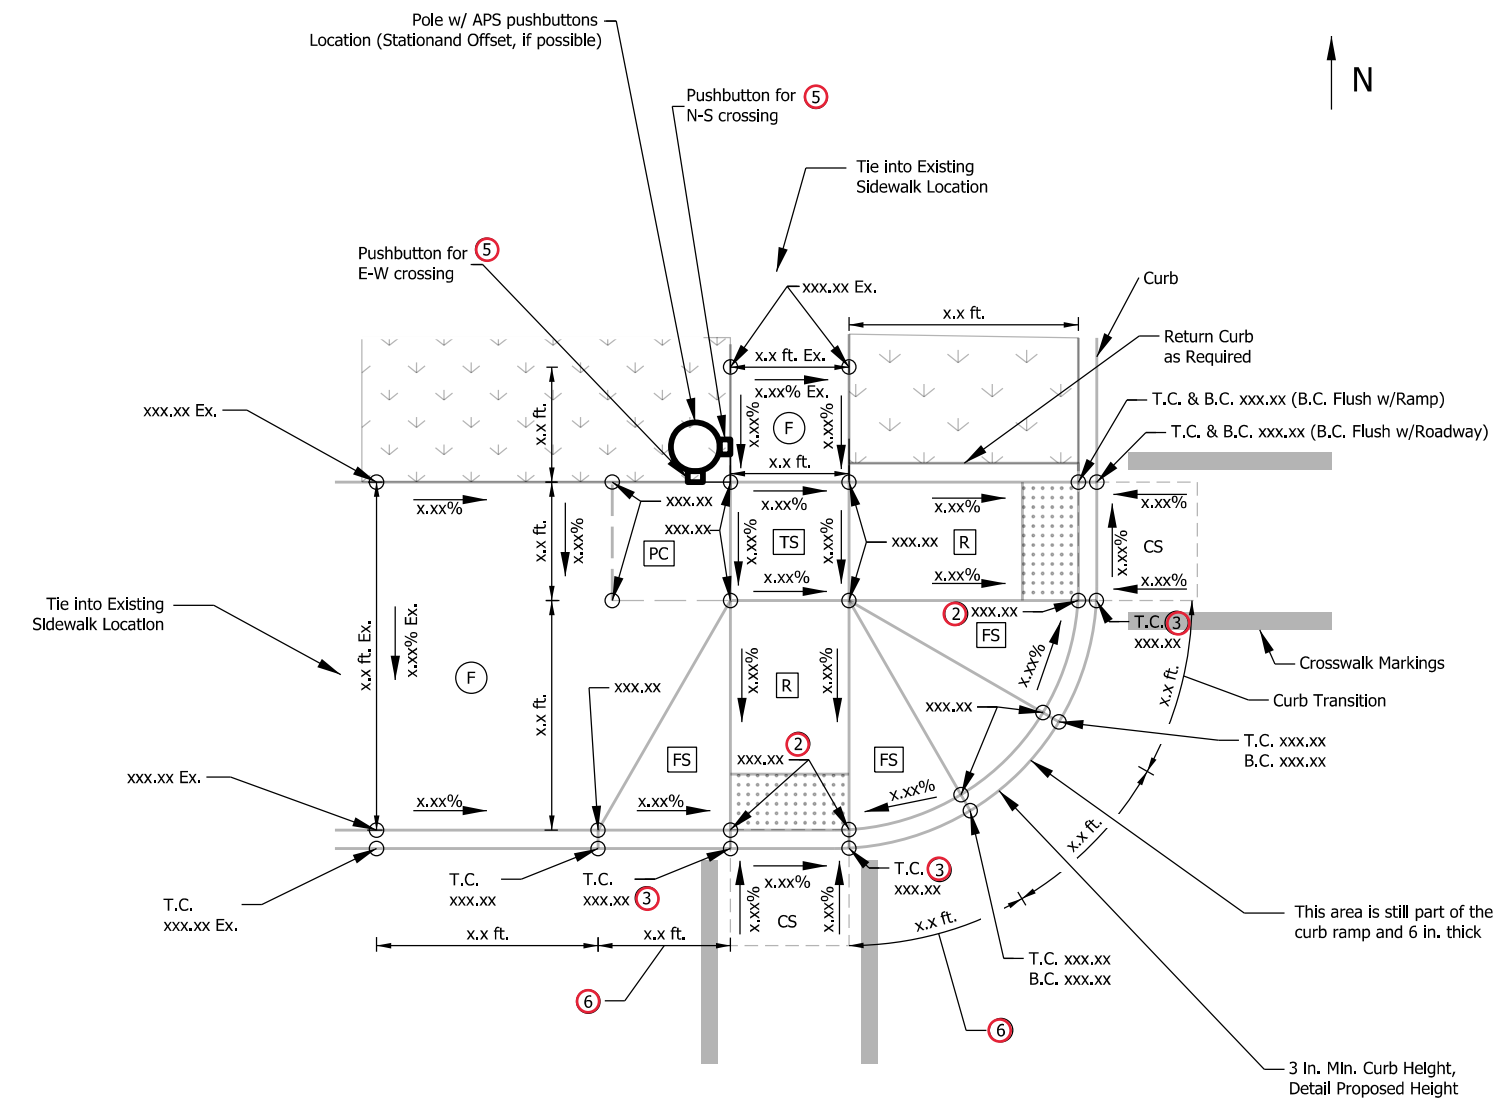 Pole w/ APS pushbuttons
Location (Stationand Offset, if possible)
N
Pushbutton for 5
N-S crossing
Tie into Existing
Sidewalk Location
Pushbutton for 5
E-W crossing
xxx.xx Ex.
Curb
x.x ft.
Return Curb
as Required
x.x ft. Ex.
x.xx% Ex.
T.C. & B.C. xxx.xx (B.C. Flush w/Ramp)
xxx.xx Ex.
x.x ft.
x.xx%
F
x.xx%
T.C. & B.C. xxx.xx (B.C. Flush w/Roadway)
x.x ft.
x.xx%
xxx.xx
x.xx%
x.xx%
x.xx%
x.x ft.
x.xx%
xxx.xx
x.xx%
TS
x.xx%
xxx.xx
R
PC
x.xx%
CS
x.xx%
x.xx%
x.xx%
Tie into Existing
Sidewalk Location
x.x ft. Ex.
x.xx% Ex.
2 xxx.xx
FS
T.C. 3
xxx.xx
Crosswalk Markings
F
xxx.xx
x.xx%
R
x.xx%
x.xx%
x.x ft.
Curb Transition
x.x ft.
xxx.xx
T.C. xxx.xx
B.C. xxx.xx
2
xxx.xx
FS
FS
xxx.xx Ex.
x.xx%
x.xx%
x.xx%
x.x ft.
T.C.
xxx.xx Ex.
T.C.
xxx.xx
T.C.
xxx.xx 3
x.xx%
T.C. 3
xxx.xx
x.xx%
x.xx%
CS
x.x ft.
x.x ft.
x.x ft.
This area is still part of the
curb ramp and 6 in. thick
T.C. xxx.xx
B.C. xxx.xx
6
6
3 In. Min. Curb Height,
Detail Proposed Height